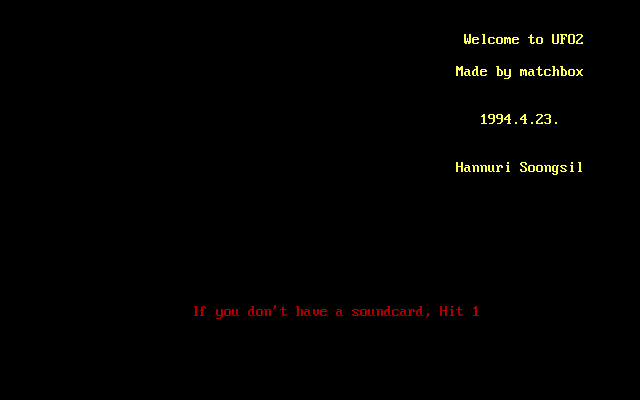 Welcome to UFO2
Made by matchbox
1994.4.23.
Hannuri Soongsil
If you don't have a soundcard, Hit 1